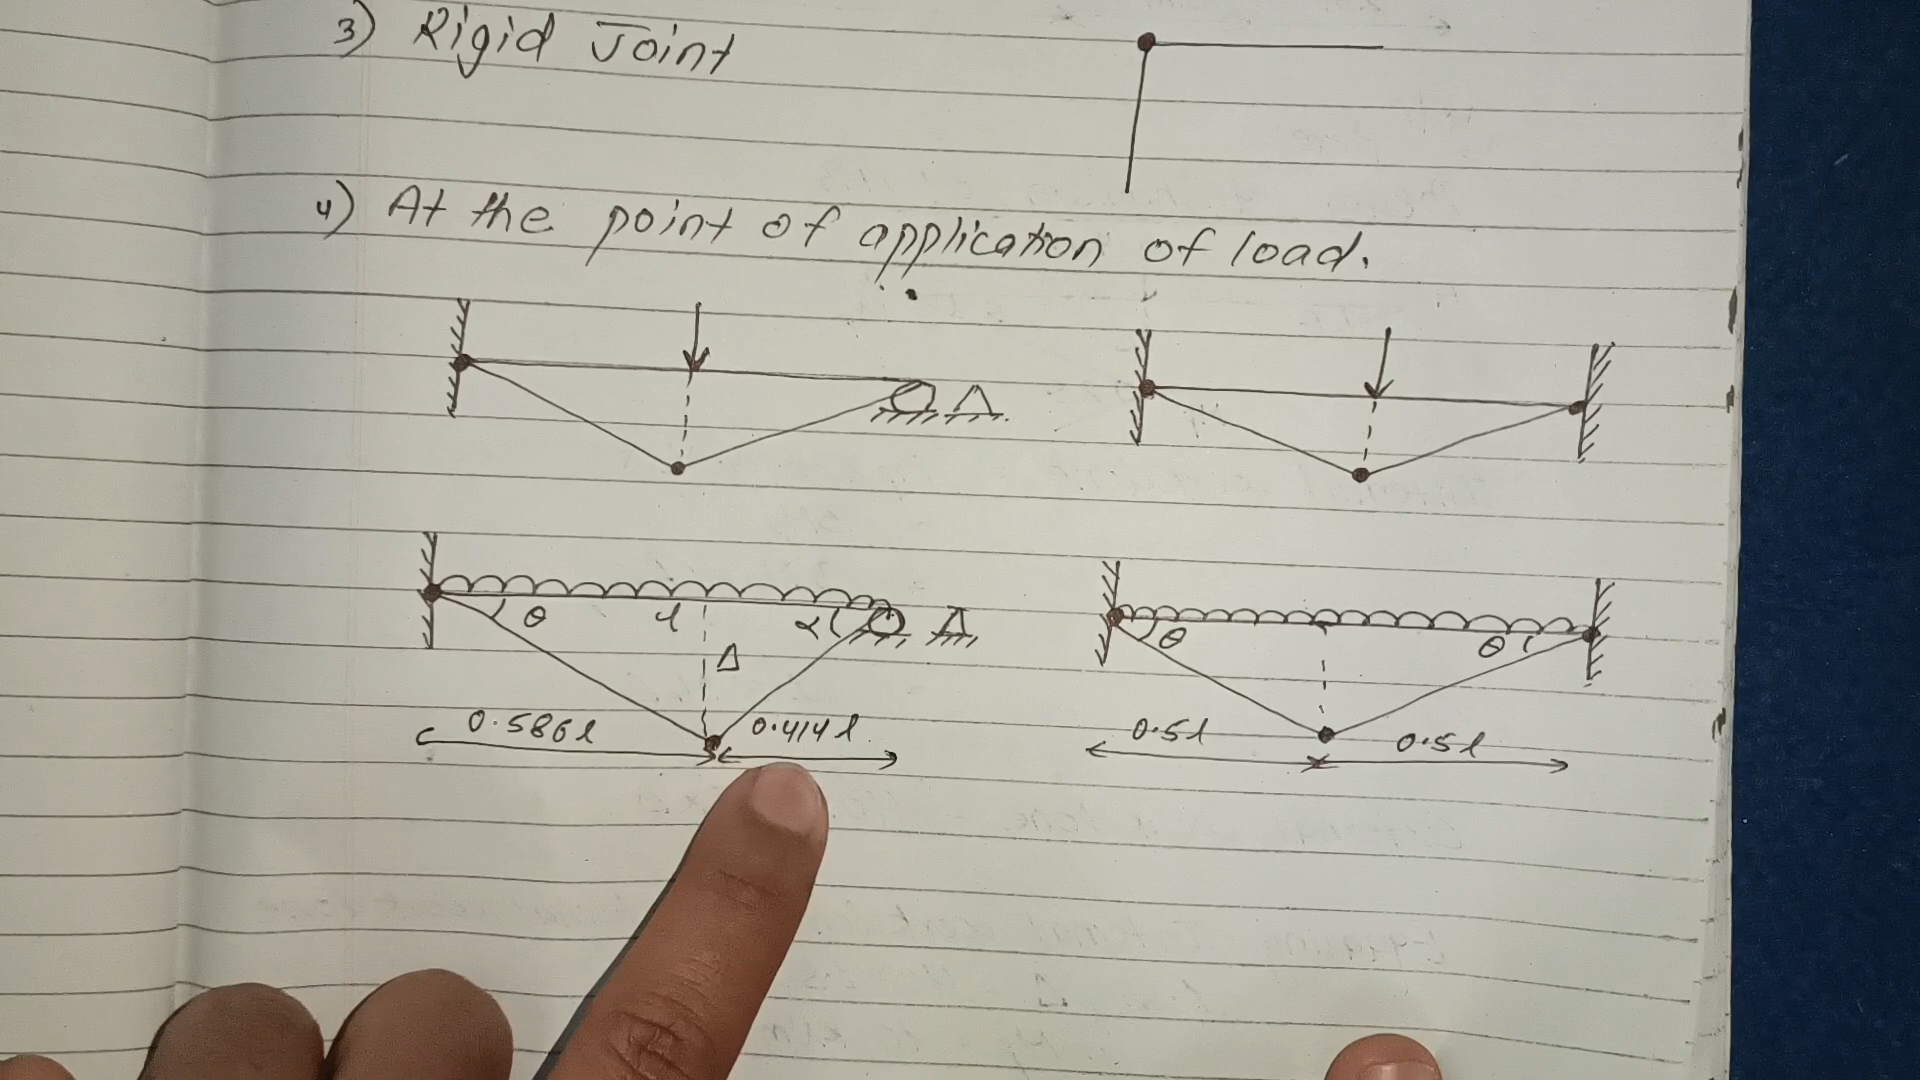 3) Rigid Joint
4) At the point of application of load.
θ l α
Δ
0.586l 0.414l
θ θ
0.5l 0.5l